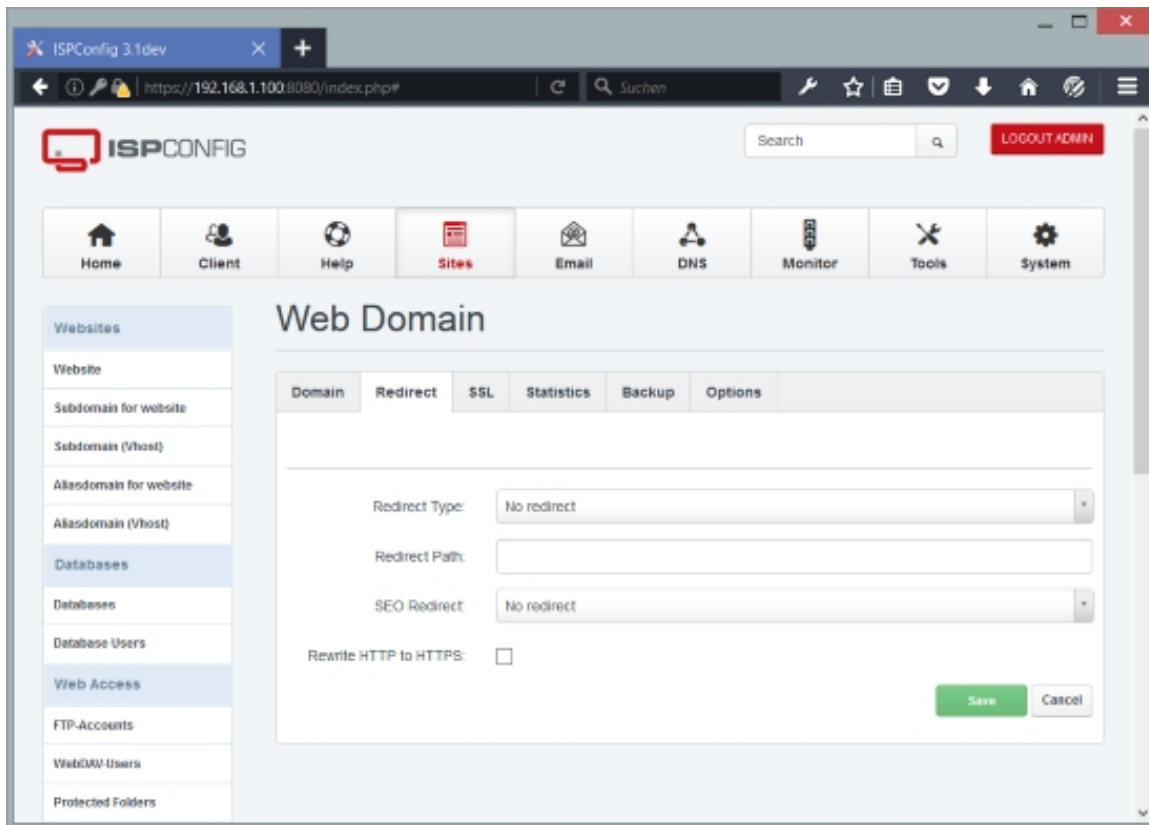 ISPConfig 3.1dev
https://192.168.1.100:8080/index.php#
Suchen
ISPCONFIG
Search
LOGOUT ADMIN
Home
Client
Help
Sites
Email
DNS
Monitor
Tools
System
Websites
Website
Subdomain for website
Subdomain (Vhost)
Aliasdomain for website
Aliasdomain (Vhost)
Databases
Databases
Database Users
Web Access
FTP-Accounts
WebDAV-Users
Protected Folders
Web Domain
Domain
Redirect
SSL
Statistics
Backup
Options
Redirect Type:
No redirect
Redirect Path:
SEO Redirect:
No redirect
Rewrite HTTP to HTTPS:
Save
Cancel